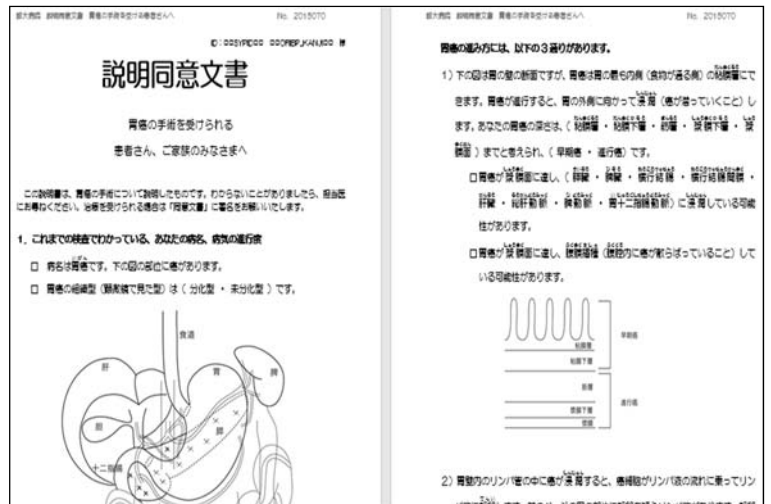 No. 2015070
説明同意文書
胃癌の手術を受けられる
患者さん、ご家族のみなさまへ
この説明書は、胃癌の手術について説明したものです。わからないことがありましたら、担当医
にお尋ねください。治療を受けられる場合は「同意文書」に署名をお願いいたします。
1. これまでの検査でわかっている、あなたの病名、病気の進行度
□ 病名は胃癌です。下の図の部位に癌があります。
□ 胃癌の組織型（顕微鏡で見た型）は（ 分化型 ・ 未分化型 ）です。
食道
肝
胃
脾
胆
膵
十二指腸
No. 2015070
胃癌の進み方には、以下の3通りがあります。
1）下の図は胃の壁の断面ですが、胃癌は胃の最も内側（食物が通る側）の粘膜層にで
きます。胃癌が進行すると、胃の外側に向かって浸潤（癌が潜っていくこと）し
ます。あなたの胃癌の深さは、（ 粘膜層 ・ 粘膜下層 ・ 筋層 ・ 漿膜下層 ・ 漿
膜面 ）までと考えられ、（ 早期癌 ・ 進行癌）です。
□胃癌が漿膜面に達し、（ 膵臓 ・ 脾臓 ・ 横行結腸 ・ 横行結腸間膜 ・
肝臓 ・ 総肝動脈 ・ 脾動脈 ・ 胃十二指腸動脈）に浸潤している可能
性があります。
□胃癌が漿膜面に達し、腹膜播種（腹腔内に癌が散らばっていること）して
いる可能性があります。
粘膜層
早期癌
粘膜下層
筋層
進行癌
漿膜下層
漿膜
2）胃壁内のリンパ管の中に癌が浸潤すると、癌細胞がリンパ液の流れに乗ってリン